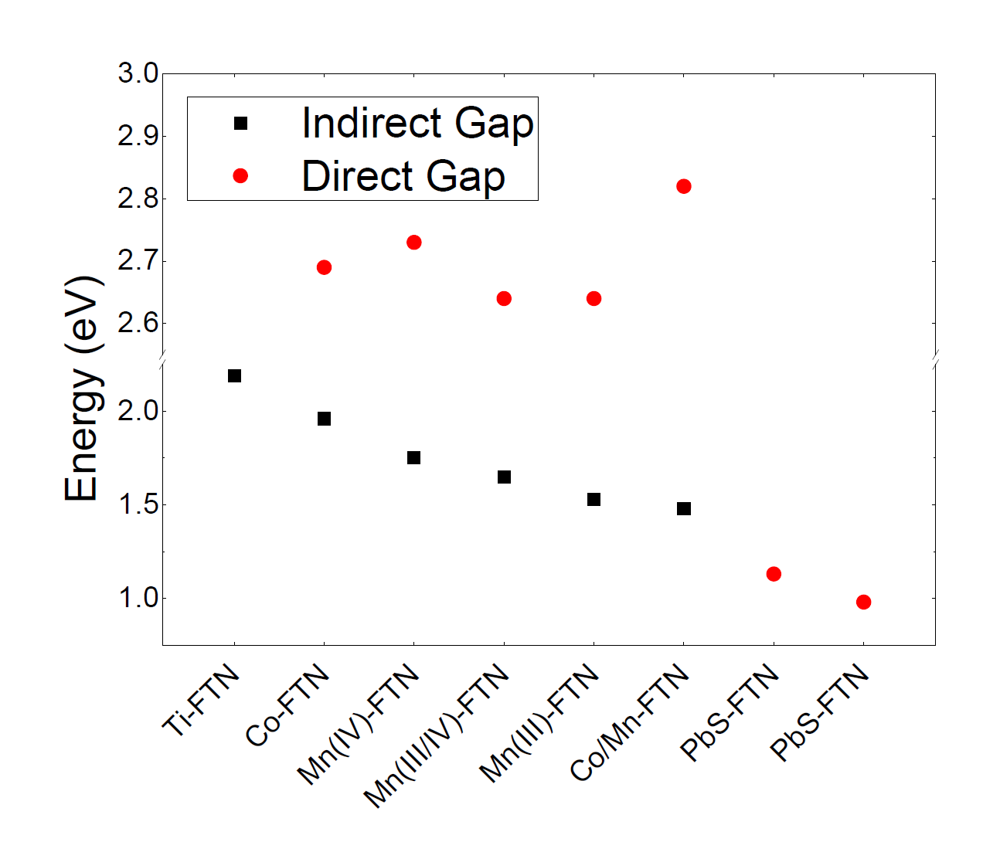 3.0
2.9
2.8
2.7
2.6
2.0
1.5
1.0
Energy (eV)
Indirect Gap
Direct Gap
Ti-FTN
Co-FTN
Mn(IV)-FTN
Mn(III/IV)-FTN
Mn(III)-FTN
Co/Mn-FTN
PbS-FTN
PbS-FTN